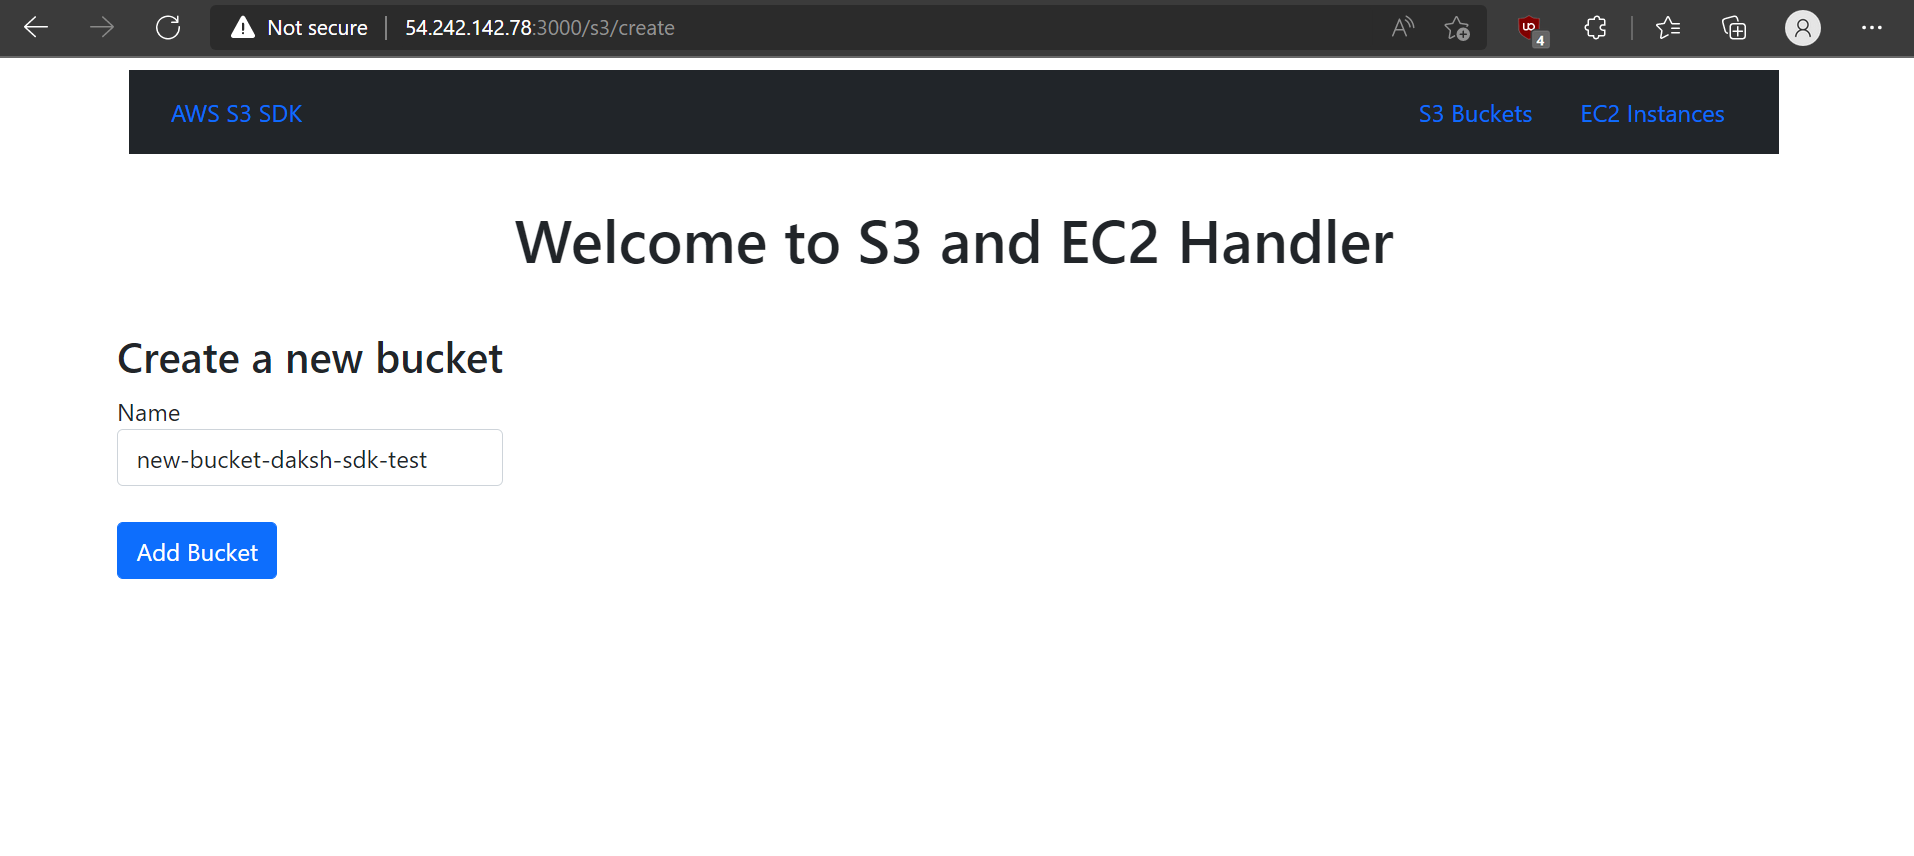 Not secure | 54.242.142.78:3000/s3/create
4
AWS S3 SDK S3 Buckets EC2 Instances
Welcome to S3 and EC2 Handler
Create a new bucket
Name
new-bucket-daksh-sdk-test
Add Bucket